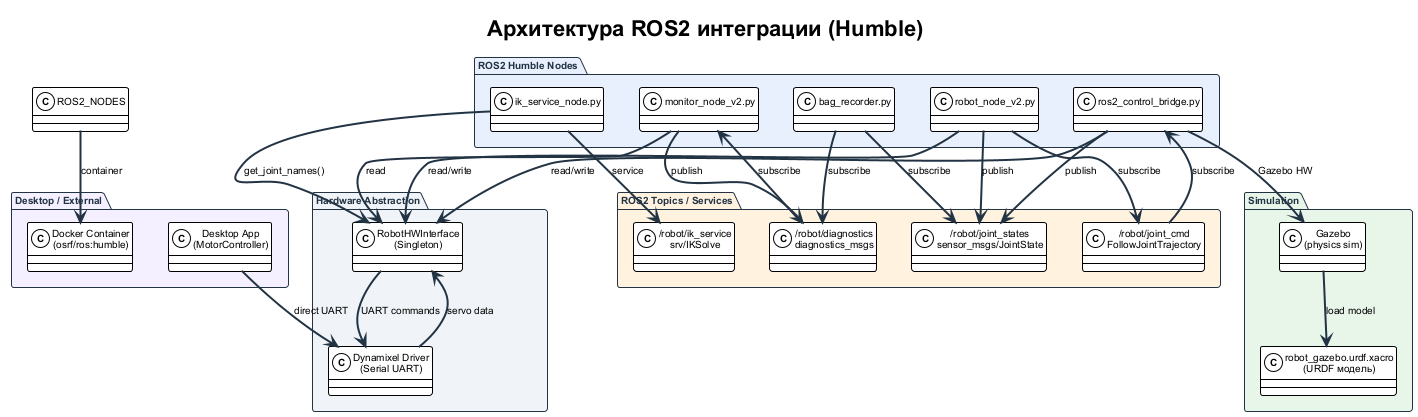 Архитектура ROS2 интеграции (Humble)
ROS2 Humble Nodes
C ROS2_NODES
C ik_service_node.py
C monitor_node_v2.py
C bag_recorder.py
C robot_node_v2.py
C ros2_control_bridge.py
container
get_joint_names()
read
read/write
read/write
service
publish
subscribe
subscribe
subscribe
publish
publish
subscribe
subscribe
Gazebo HW
Desktop / External
Hardware Abstraction
ROS2 Topics / Services
Simulation
C Docker Container
(osrf/ros:humble)
C Desktop App
(MotorController)
C RobotHWInterface
(Singleton)
C /robot/ik_service
srv/IKSolve
C /robot/diagnostics
diagnostics_msgs
C /robot/joint_states
sensor_msgs/JointState
C /robot/joint_cmd
FollowJointTrajectory
C Gazebo
(physics sim)
direct UART
UART commands
servo data
load model
C Dynamixel Driver
(Serial UART)
C robot_gazebo.urdf.xacro
(URDF модель)